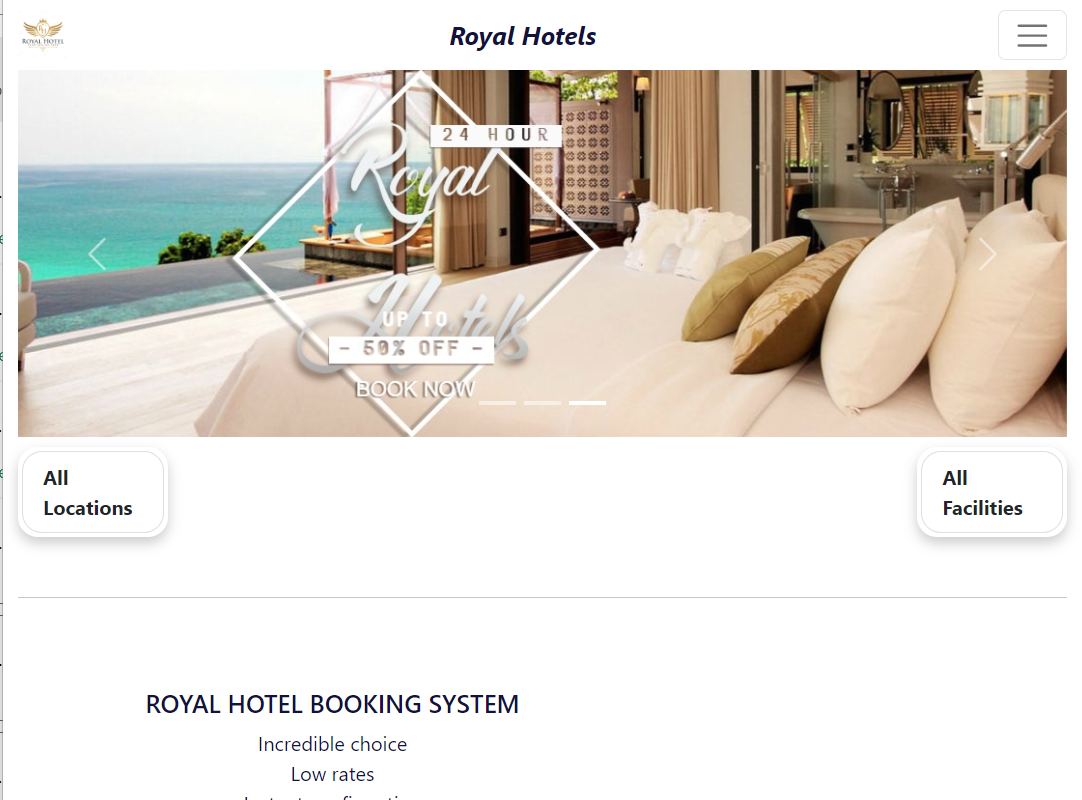 ROYAL HOTEL
Royal Hotels
24 HOUR
Royal
Hotels
UP TO
- 50% OFF -
BOOK NOW
All
Locations
All
Facilities
ROYAL HOTEL BOOKING SYSTEM
Incredible choice
Low rates